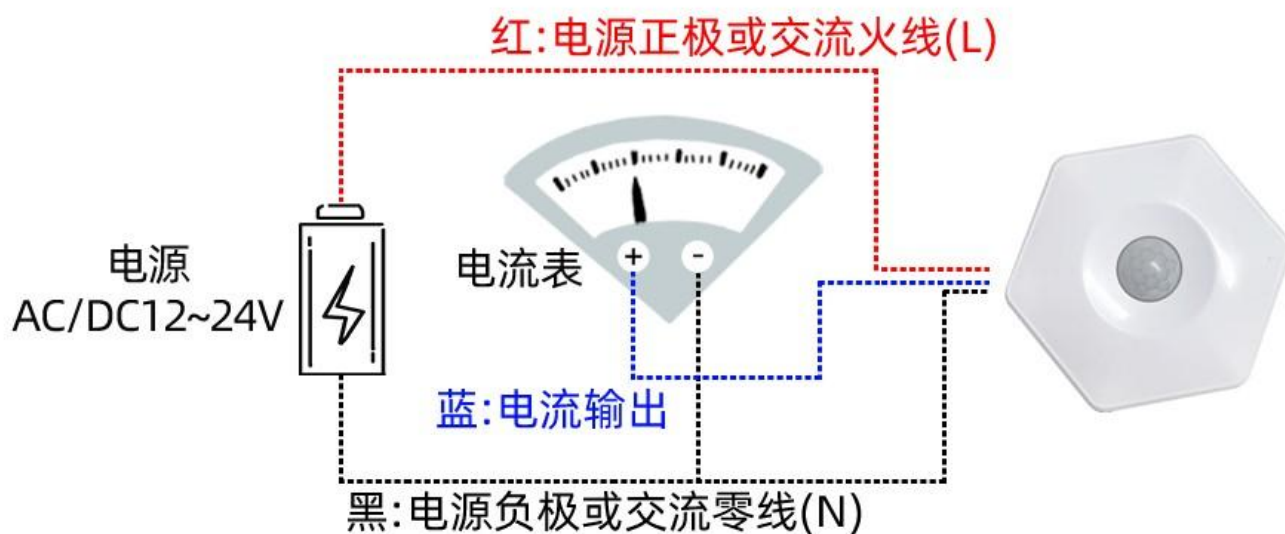 红:电源正极或交流火线(L)
电源
AC/DC12~24V
电流表
+ -
蓝:电流输出
黑:电源负极或交流零线(N)